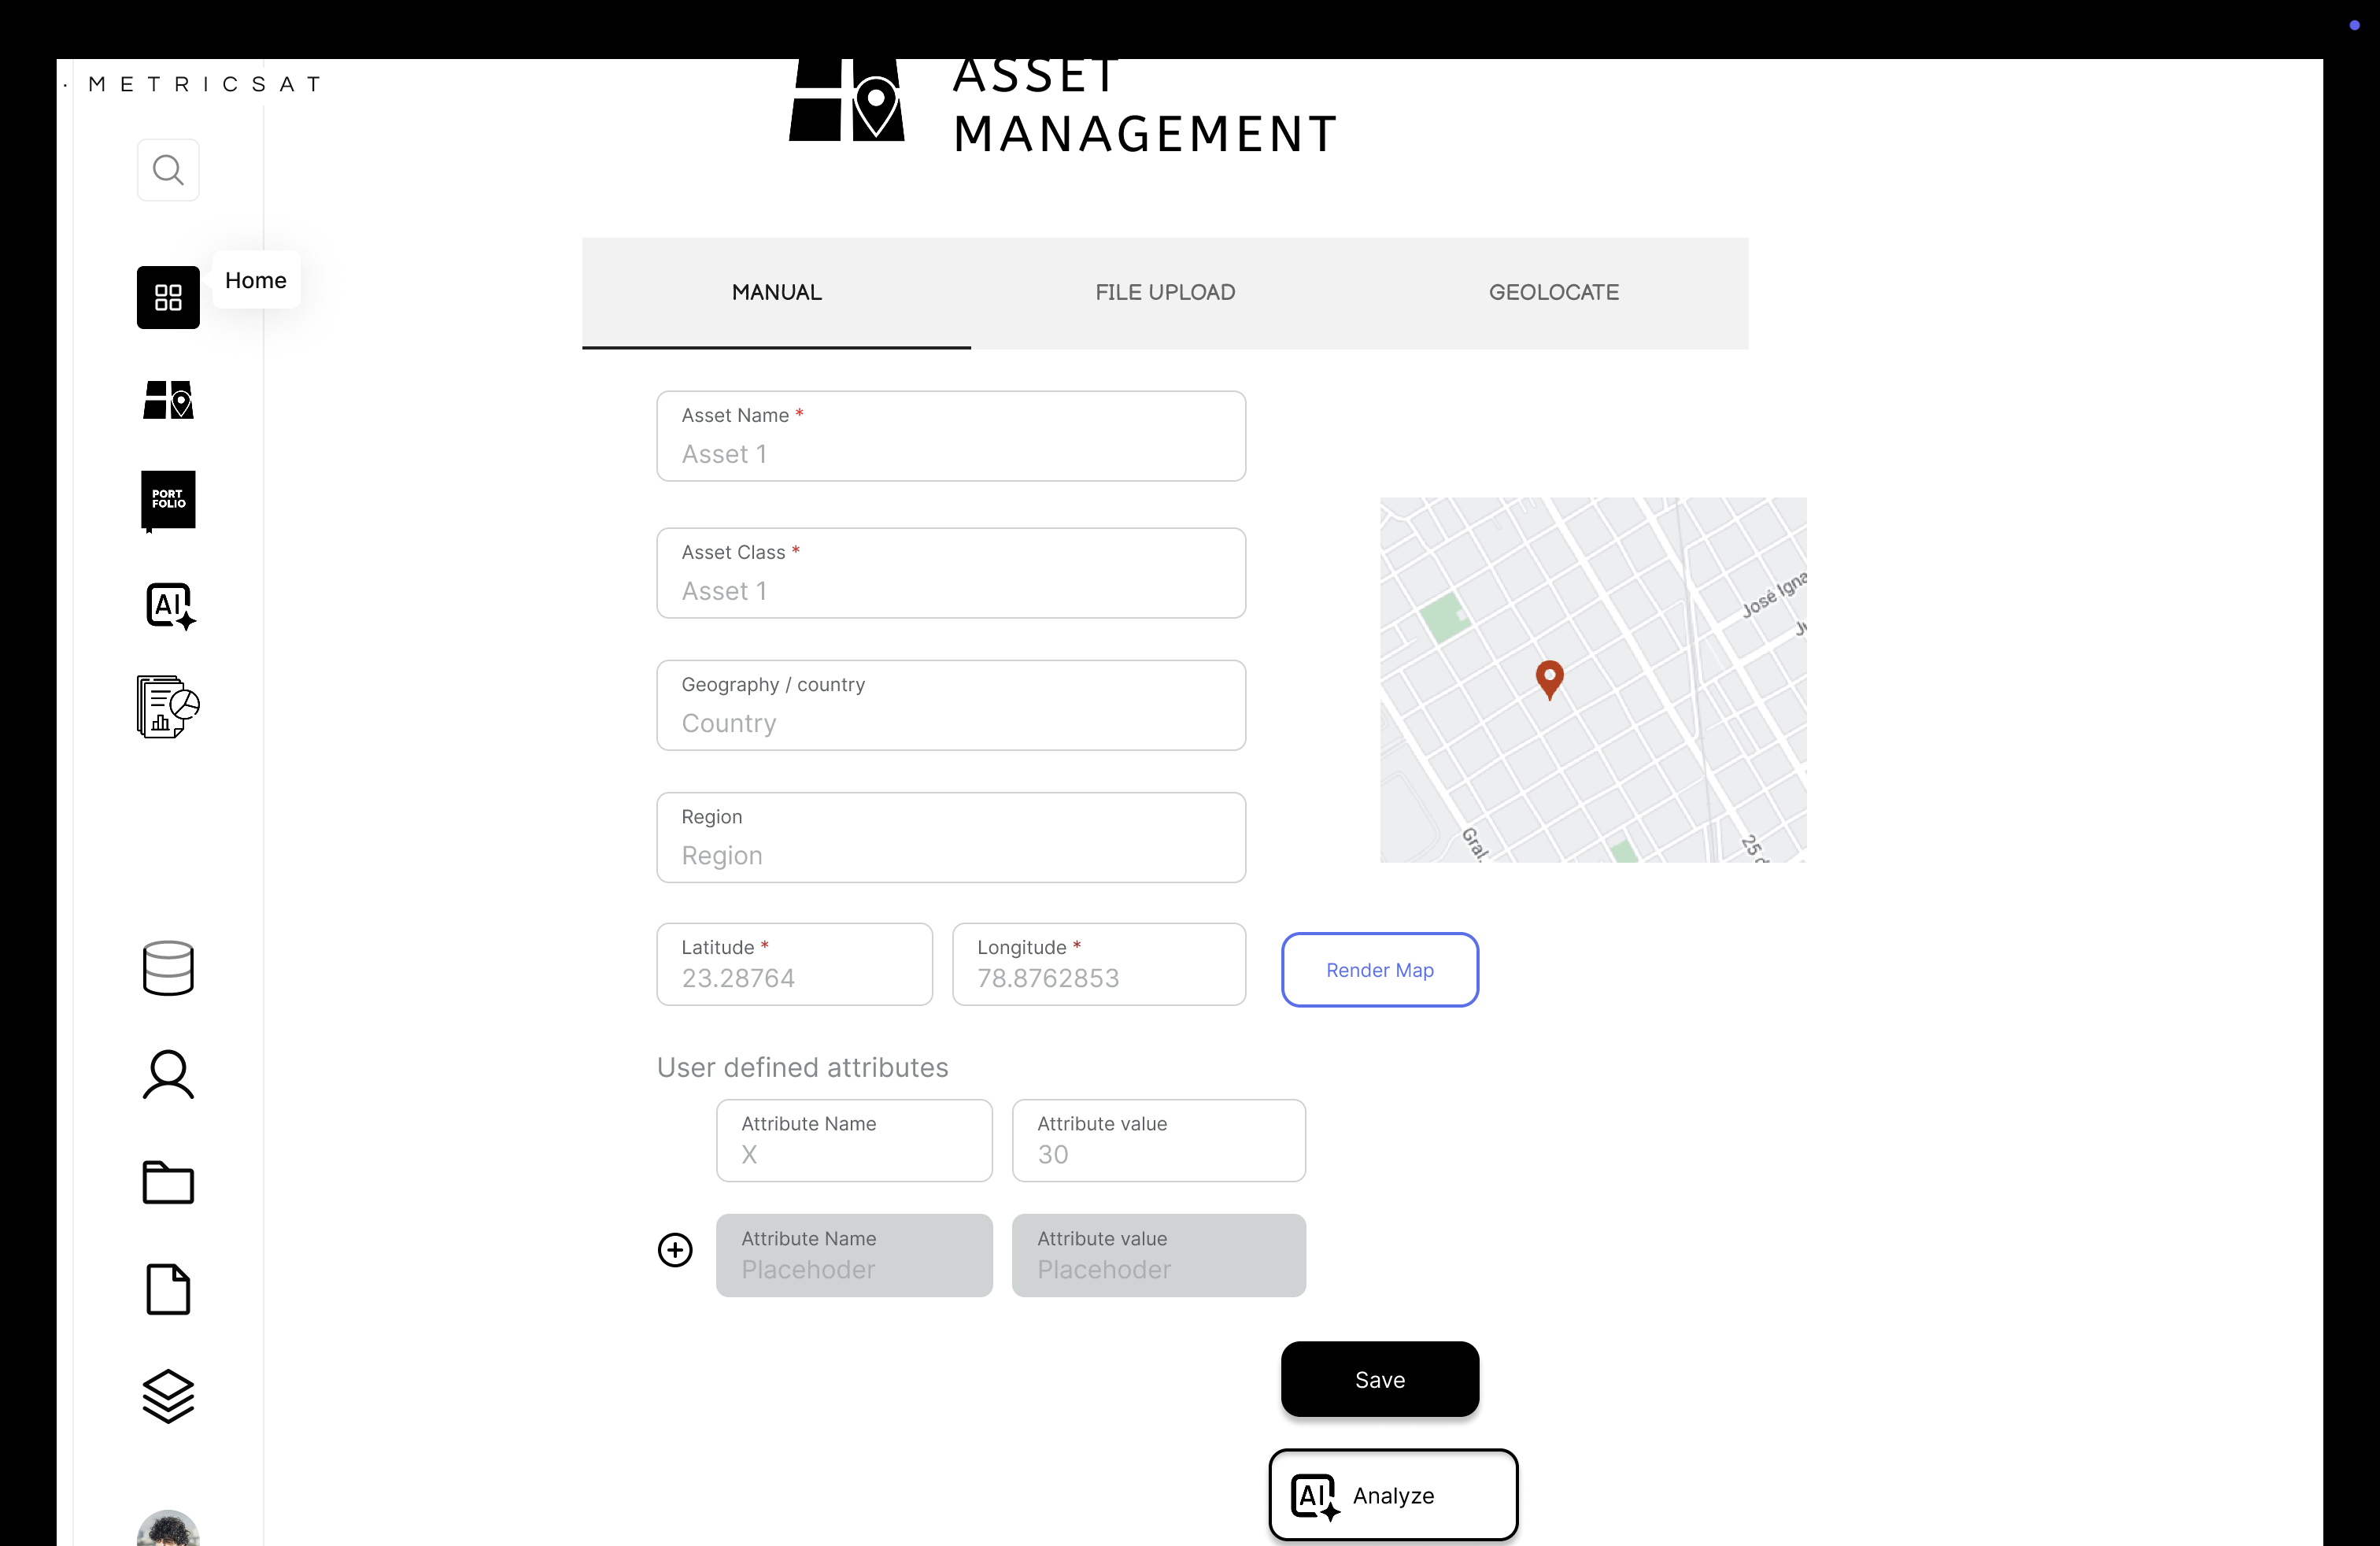 METRICSAT
ASSET
MANAGEMENT
Home
MANUAL
FILE UPLOAD
GEOLOCATE
PORT
FOLIO
AI
Asset Name *
Asset 1
Asset Class *
Asset 1
Geography / country
Country
Region
Region
José Igna
Gral.
25 d
Latitude *
23.28764
Longitude *
78.8762853
Render Map
User defined attributes
Attribute Name
X
Attribute value
30
Attribute Name
Placehoder
Attribute value
Placehoder
Save
AI
Analyze